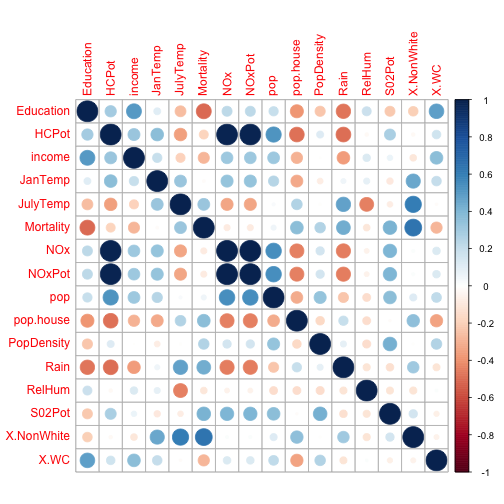 Education
HCPot
income
JanTemp
JulyTemp
Mortality
NOx
NOxPot
pop
pop.house
PopDensity
Rain
RelHum
S02Pot
X.NonWhite
X.WC
Education
HCPot
income
JanTemp
JulyTemp
Mortality
NOx
NOxPot
pop
pop.house
PopDensity
Rain
RelHum
S02Pot
X.NonWhite
X.WC
1
0.8
0.6
0.4
0.2
0
-0.2
-0.4
-0.6
-0.8
-1